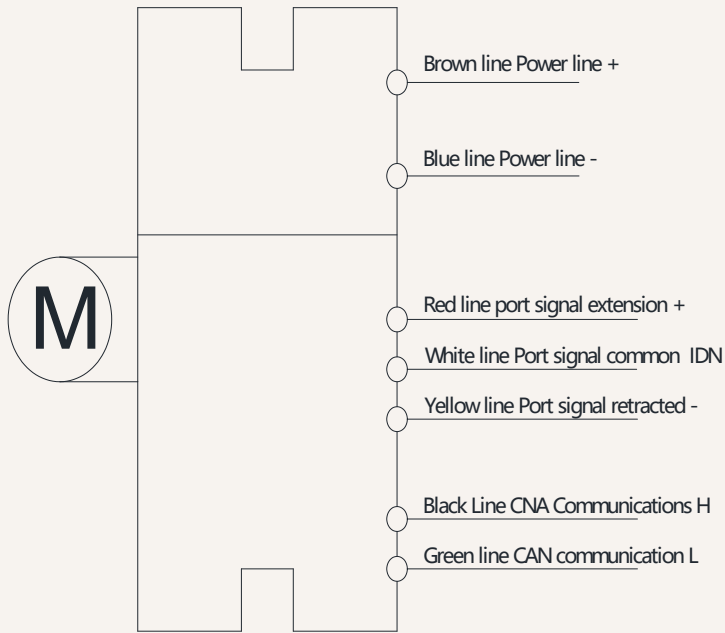 Brown line Power line +
Blue line Power line -
M
Red line port signal extension +
White line Port signal common IDN
Yellow line Port signal retracted -
Black Line CNA Communications H
Green line CAN communication L